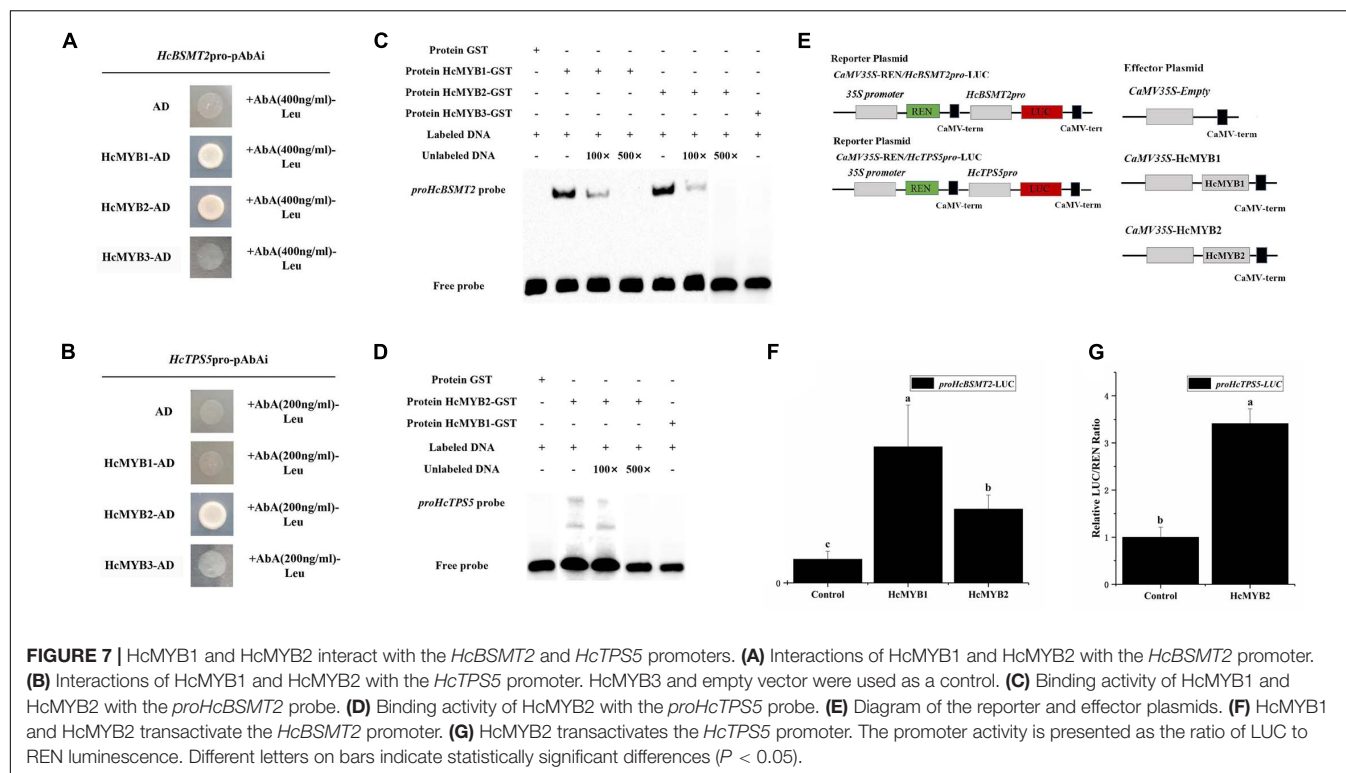 A
HcBSMT2pro-pAbAi
AD
+AbA(400ng/ml)-
Leu
HcMYB1-AD
+AbA(400ng/ml)-
Leu
HcMYB2-AD
+AbA(400ng/ml)-
Leu
HcMYB3-AD
+AbA(400ng/ml)-
Leu
B
HcTPS5pro-pAbAi
AD
+AbA(200ng/ml)-
Leu
HcMYB1-AD
+AbA(200ng/ml)-
Leu
HcMYB2-AD
+AbA(200ng/ml)-
Leu
HcMYB3-AD
+AbA(200ng/ml)-
Leu
C
Protein GST + - - - - - - -
Protein HcMYB1-GST - + + + - - - -
Protein HcMYB2-GST - - - - + + + -
Protein HcMYB3-GST - - - - - - - +
Labeled DNA + + + + + + + +
Unlabeled DNA - - 100× 500× - 100× 500× -
proHcBSMT2 probe
Free probe
D
Protein GST + - - - -
Protein HcMYB2-GST - + + + -
Protein HcMYB1-GST - - - - +
Labeled DNA + + + + +
Unlabeled DNA - - 100× 500× -
proHcTPS5 probe
Free probe
E
Reporter Plasmid
CaMV35S-REN/HcBSMT2pro-LUC
35S promoter HcBSMT2pro
REN LUC
CaMV-term CaMV-term
Reporter Plasmid
CaMV35S-REN/HcTPS5pro-LUC
35S promoter HcTPS5pro
REN LUC
CaMV-term CaMV-term
Effector Plasmid
CaMV35S-Empty
CaMV-term
CaMV35S-HcMYB1
HcMYB1
CaMV-term
CaMV35S-HcMYB2
HcMYB2
CaMV-term
F
proHcBSMT2-LUC
a
b
c
0
Control HcMYB1 HcMYB2
G
proHcTPS5-LUC
Relative LUC/REN Ratio
4
3
2
1
0
a
b
Control HcMYB2
FIGURE 7 | HcMYB1 and HcMYB2 interact with the HcBSMT2 and HcTPS5 promoters. (A) Interactions of HcMYB1 and HcMYB2 with the HcBSMT2 promoter.
(B) Interactions of HcMYB1 and HcMYB2 with the HcTPS5 promoter. HcMYB3 and empty vector were used as a control. (C) Binding activity of HcMYB1 and
HcMYB2 with the proHcBSMT2 probe. (D) Binding activity of HcMYB2 with the proHcTPS5 probe. (E) Diagram of the reporter and effector plasmids. (F) HcMYB1
and HcMYB2 transactivate the HcBSMT2 promoter. (G) HcMYB2 transactivates the HcTPS5 promoter. The promoter activity is presented as the ratio of LUC to
REN luminescence. Different letters on bars indicate statistically significant differences (P < 0.05).